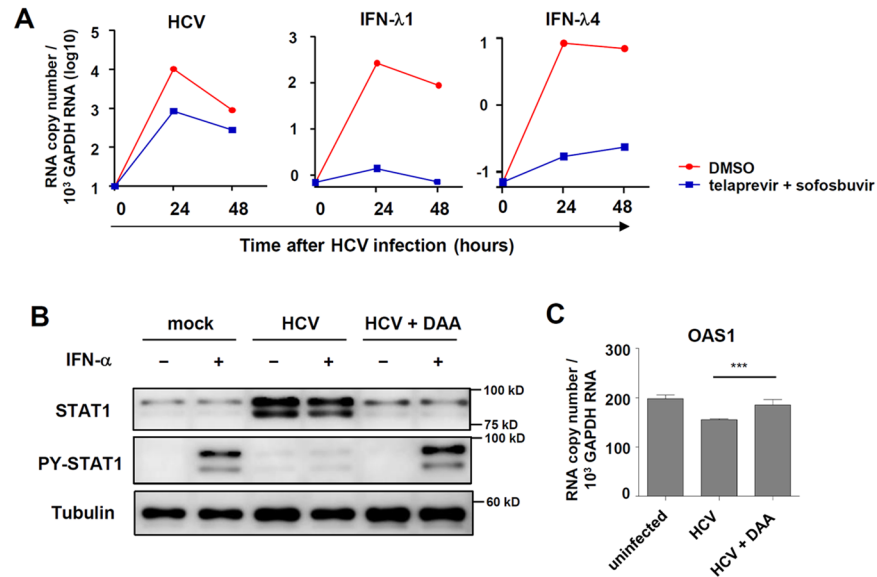 A
HCV
IFN-λ1
IFN-λ4
RNA copy number /
10³ GAPDH RNA (log10)
5
4
3
2
1
3
2
1
0
1
0
-1
0 24 48
0 24 48
0 24 48
Time after HCV infection (hours)
DMSO
telaprevir + sofosbuvir
B
mock HCV HCV + DAA
IFN-α – + – + – +
STAT1
100 kD
75 kD
PY-STAT1
100 kD
Tubulin
60 kD
C
OAS1
RNA copy number /
10³ GAPDH RNA
300
200
100
0
***
uninfected
HCV
HCV + DAA